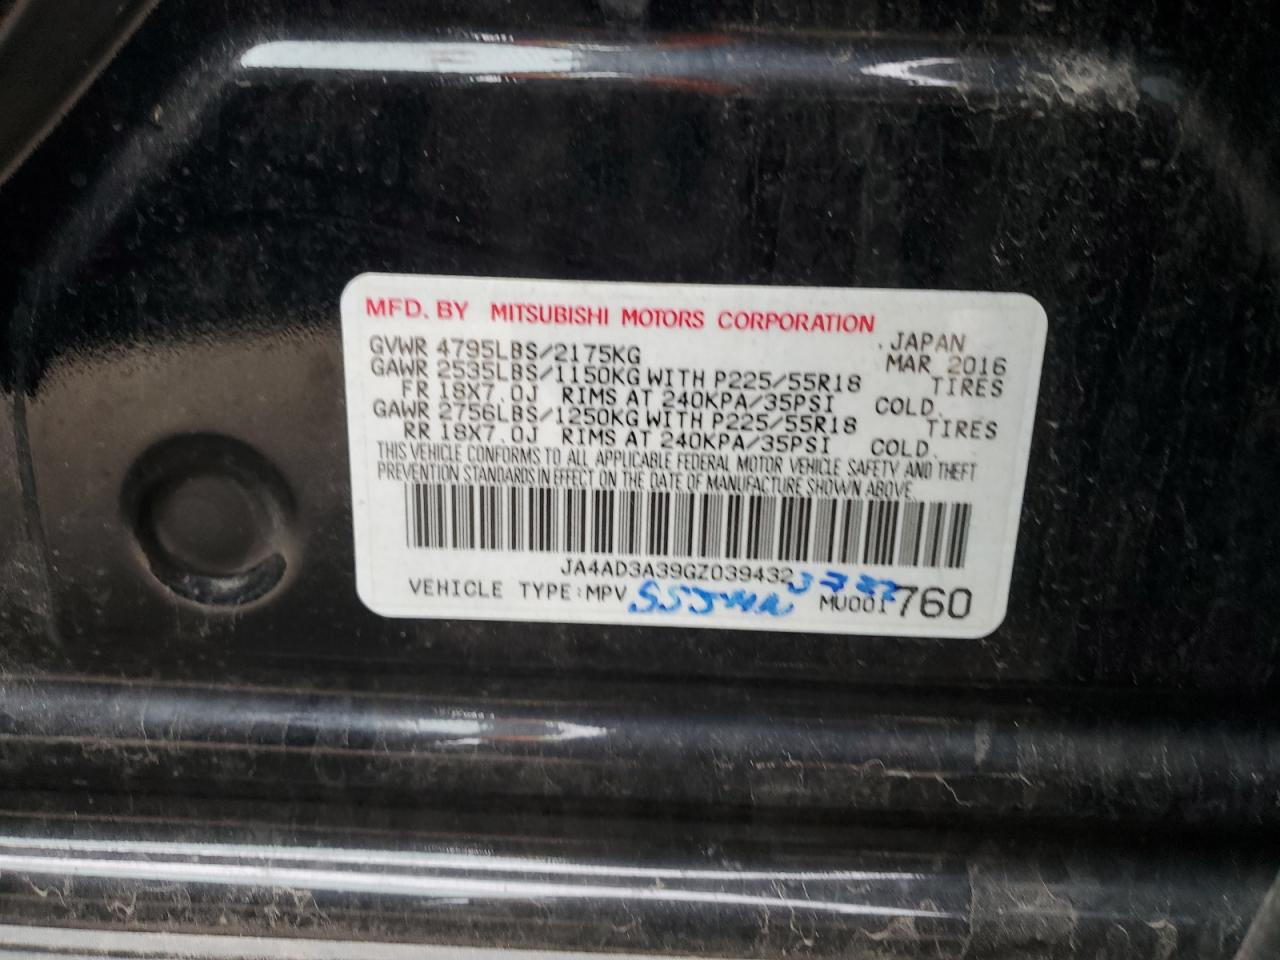 MFD. BY MITSUBISHI MOTORS CORPORATION
.JAPAN
GVWR 4795LBS/2175KG MAR 2016
GAWR 2535LBS/1150KG WITH P225/55R18 TIRES
FR 18X7.0J RIMS AT 240KPA/35PSI COLD.
GAWR 2756LBS/1250KG WITH P225/55R18 TIRES
RR 18X7.0J RIMS AT 240KPA/35PSI COLD.
THIS VEHICLE CONFORMS TO ALL APPLICABLE FEDERAL MOTOR VEHICLE SAFETY AND THEFT
PREVENTION STANDARDS IN EFFECT ON THE DATE OF MANUFACTURE SHOWN ABOVE.
JA4AD3A39GZ039432
VEHICLE TYPE:MPV MU001760